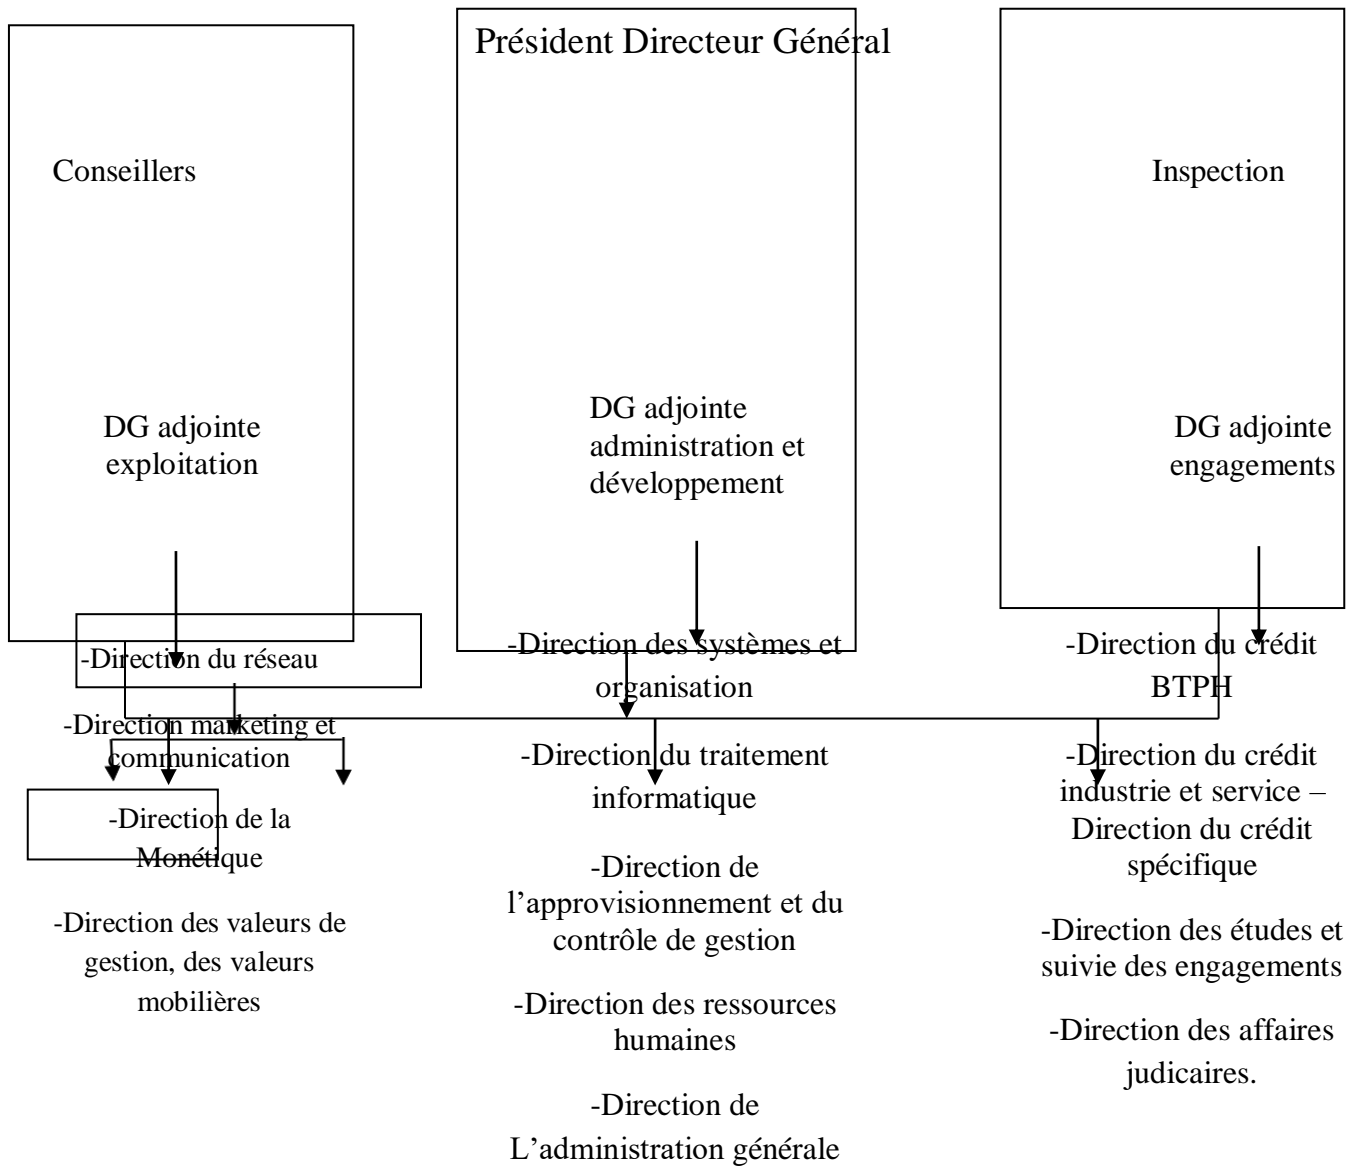 Président Directeur Général
Conseillers
Inspection
DG adjointe
exploitation
DG adjointe
administration et
développement
DG adjointe
engagements
-Direction du réseau
-Direction marketing et
communication
-Direction de la
Monétique
-Direction des valeurs de
gestion, des valeurs
mobilières
-Direction des systèmes et
organisation
-Direction du traitement
informatique
-Direction de
l’approvisionnement et du
contrôle de gestion
-Direction des ressources
humaines
-Direction de
L’administration générale
-Direction du crédit
BTPH
-Direction du crédit
industrie et service –
Direction du crédit
spécifique
-Direction des études et
suivie des engagements
-Direction des affaires
judicaires.